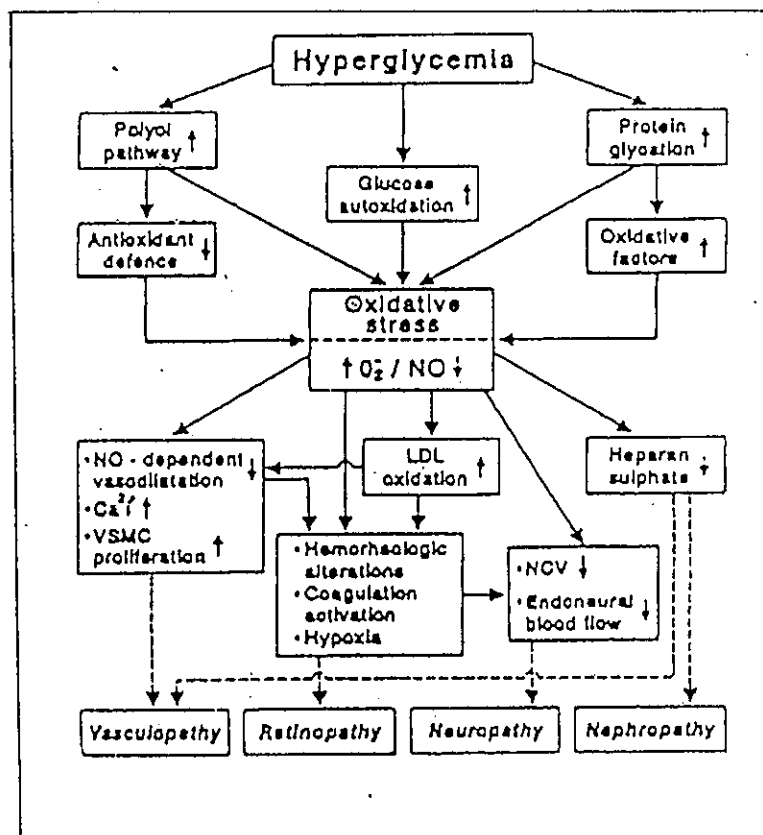 Hyperglycemia
Polyol
pathway ↑
Glucose
autoxidation ↑
Protein
glycation ↑
Antioxidant
defence ↓
Oxidative
factors ↑
Oxidative
stress
↑ O₂⁻ / NO ↓
• NO - dependent
vasodilatation ↓
• Ca²⁺ ↑
• VSMC
proliferation ↑
LDL
oxidation ↑
Heparan
sulphate ↓
• Hemorheologic
alterations
• Coagulation
activation
• Hypoxia
• NCV ↓
• Endoneural
blood flow ↓
Vasculopathy
Retinopathy
Neuropathy
Nephropathy